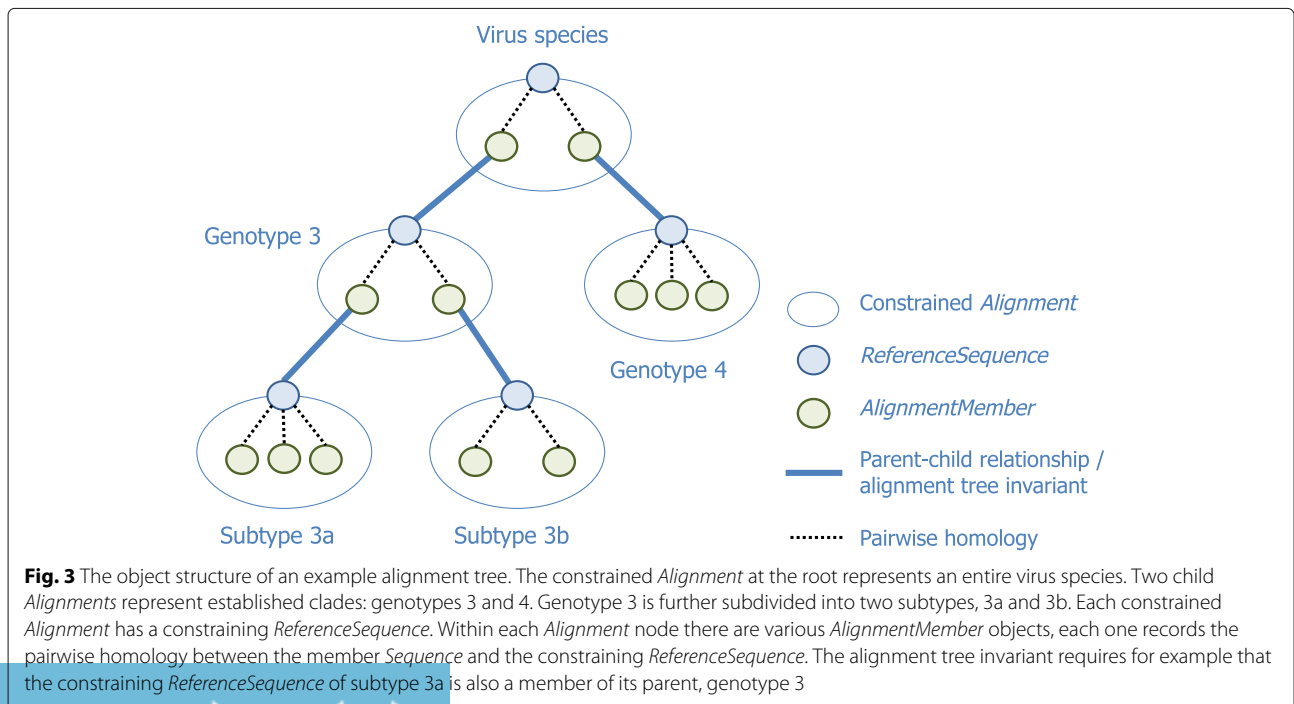 Virus species
Genotype 3
Genotype 4
Subtype 3a
Subtype 3b
Constrained Alignment
ReferenceSequence
AlignmentMember
Parent-child relationship /
alignment tree invariant
Pairwise homology
Fig. 3 The object structure of an example alignment tree. The constrained Alignment at the root represents an entire virus species. Two child
Alignments represent established clades: genotypes 3 and 4. Genotype 3 is further subdivided into two subtypes, 3a and 3b. Each constrained
Alignment has a constraining ReferenceSequence. Within each Alignment node there are various AlignmentMember objects, each one records the
pairwise homology between the member Sequence and the constraining ReferenceSequence. The alignment tree invariant requires for example that
the constraining ReferenceSequence of subtype 3a is also a member of its parent, genotype 3